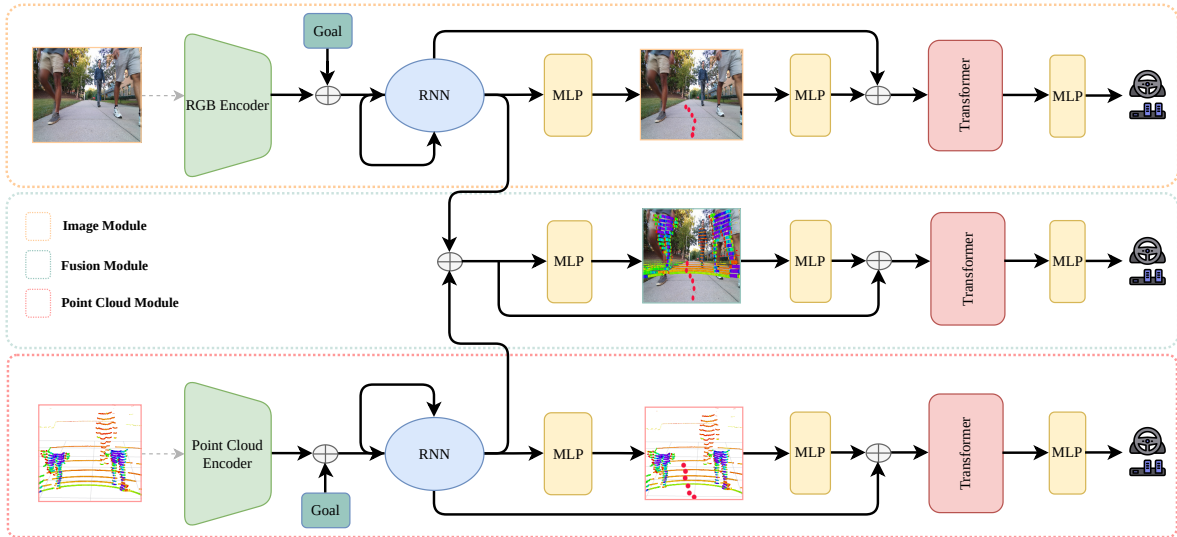 Goal
RGB Encoder
RNN
MLP
MLP
Transformer
MLP
Image Module
Fusion Module
Point Cloud Module
MLP
MLP
Transformer
MLP
Point Cloud
Encoder
Goal
RNN
MLP
MLP
Transformer
MLP